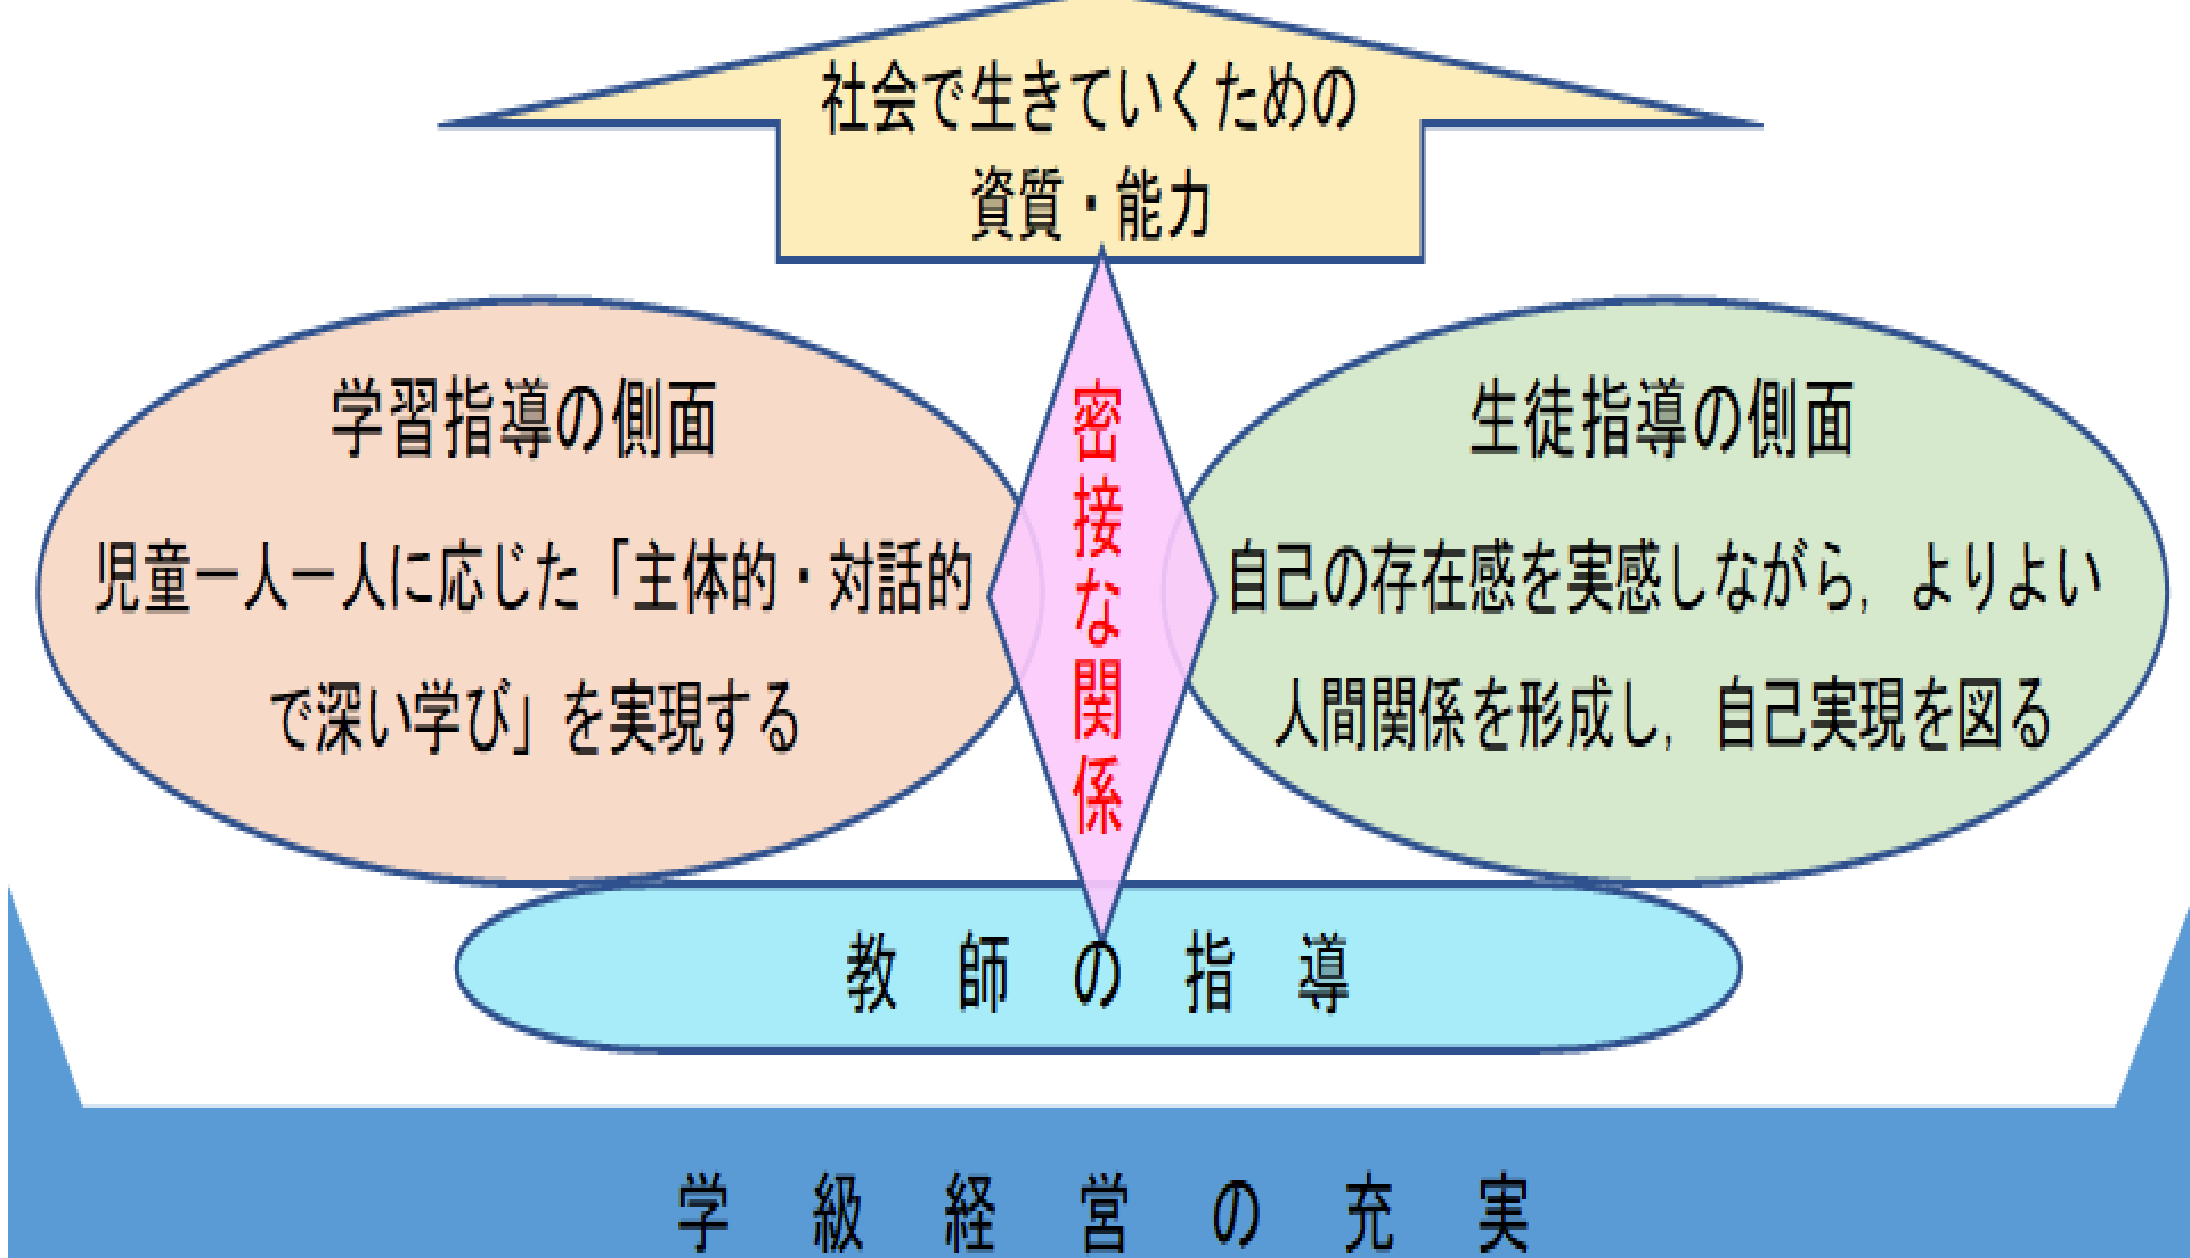 社会で生きていくための
資質・能力
学習指導の側面
児童一人一人に応じた「主体的・対話的
で深い学び」を実現する
密接な関係
生徒指導の側面
自己の存在感を実感しながら，よりよい
人間関係を形成し，自己実現を図る
教師の指導
学級経営の充実